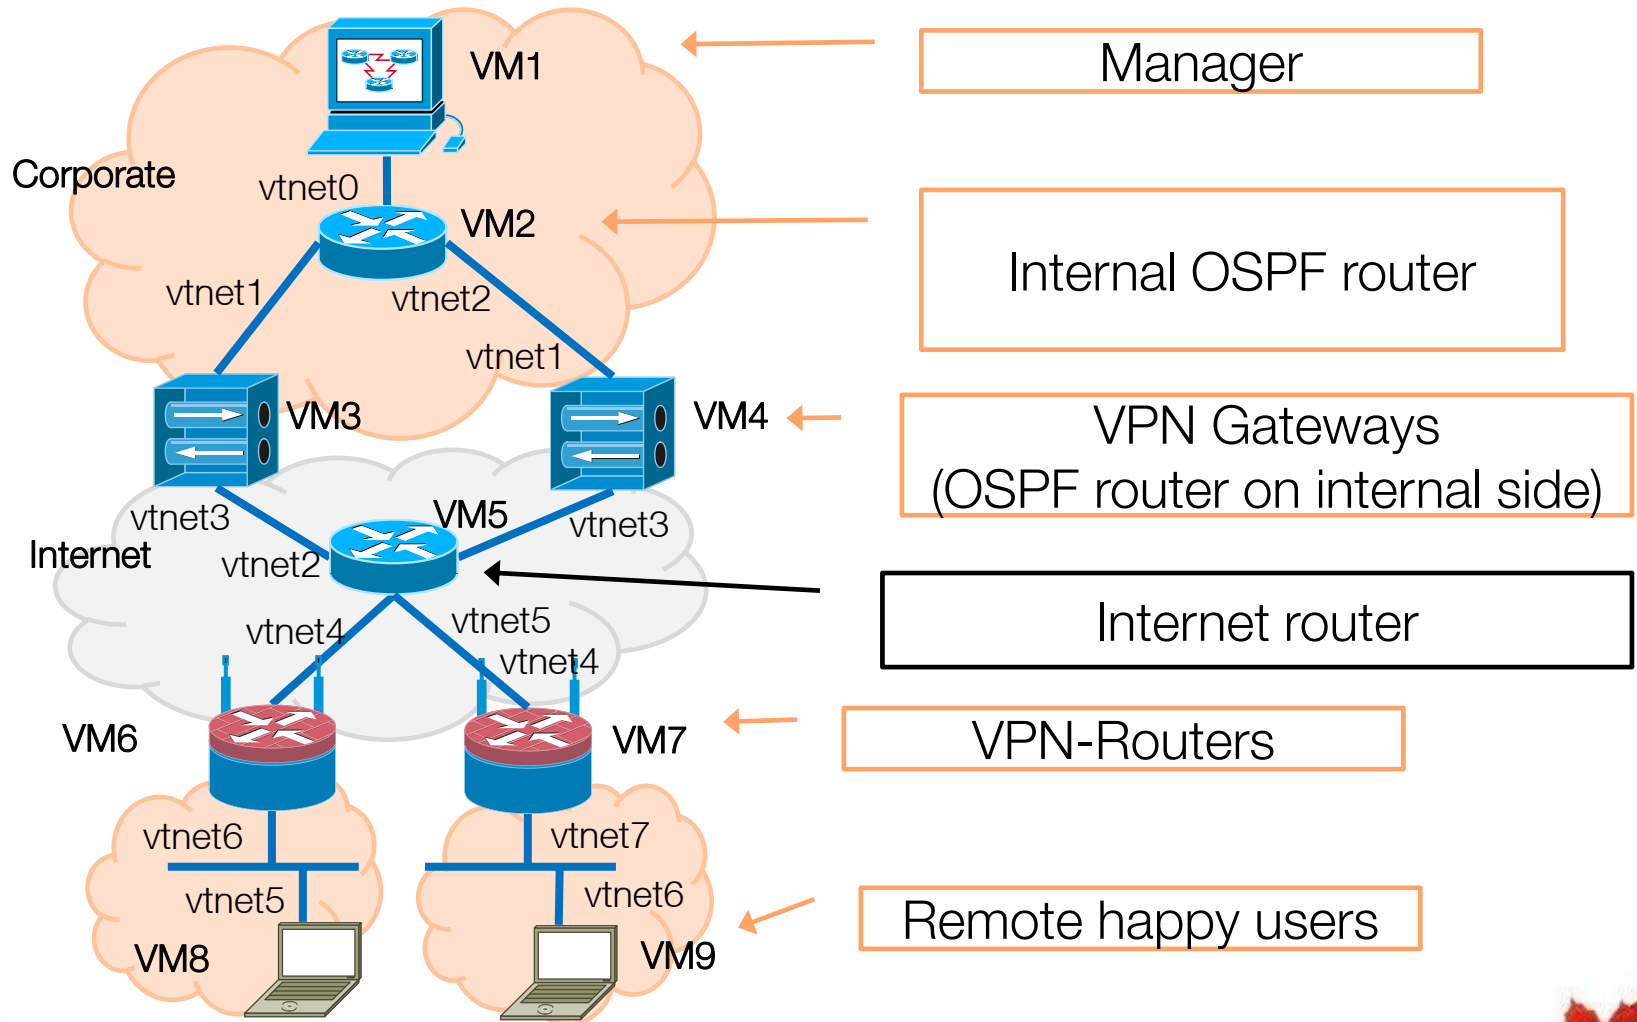 VM1
Manager
Corporate
vtnet0
VM2
Internal OSPF router
vtnet1
vtnet2
vtnet1
VM3
VM4
VPN Gateways
(OSPF router on internal side)
vtnet3
VM5
vtnet3
Internet
vtnet2
Internet router
vtnet4
vtnet5
vtnet4
VM6
VM7
VPN-Routers
vtnet6
vtnet7
vtnet5
vtnet6
Remote happy users
VM8
VM9